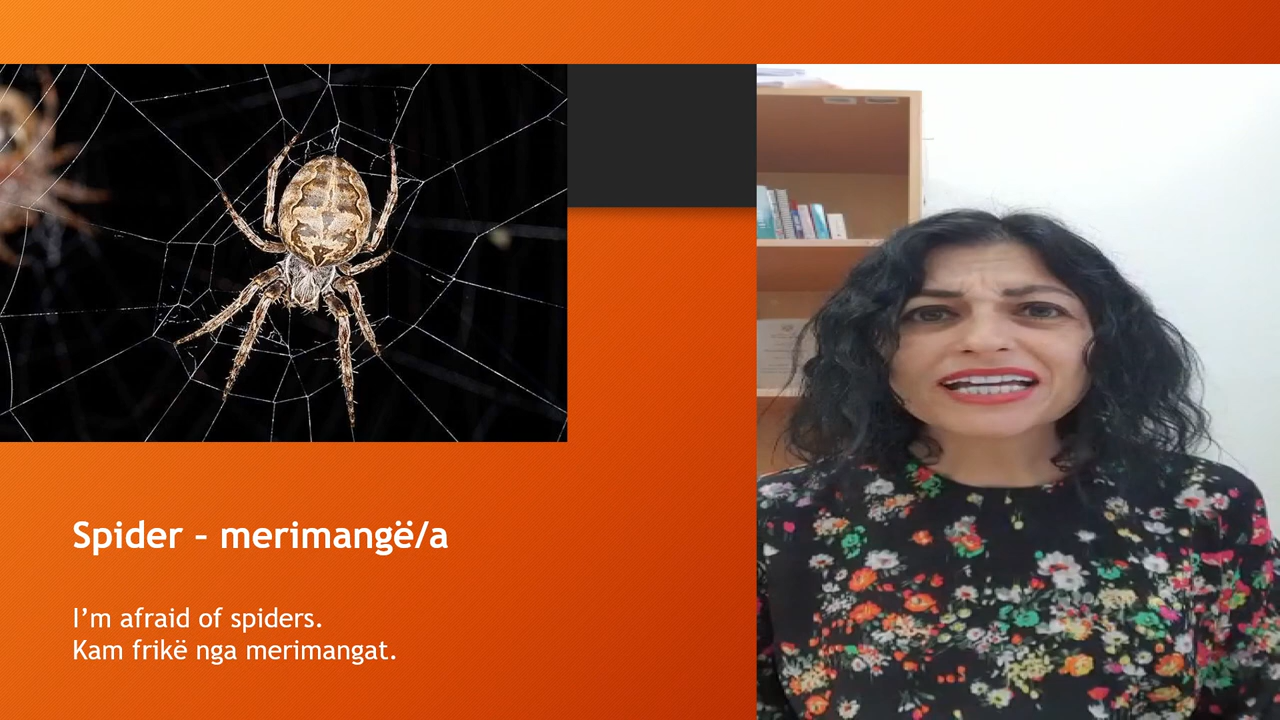 Spider – merimangë/a
I'm afraid of spiders.
Kam frikë nga merimangat.